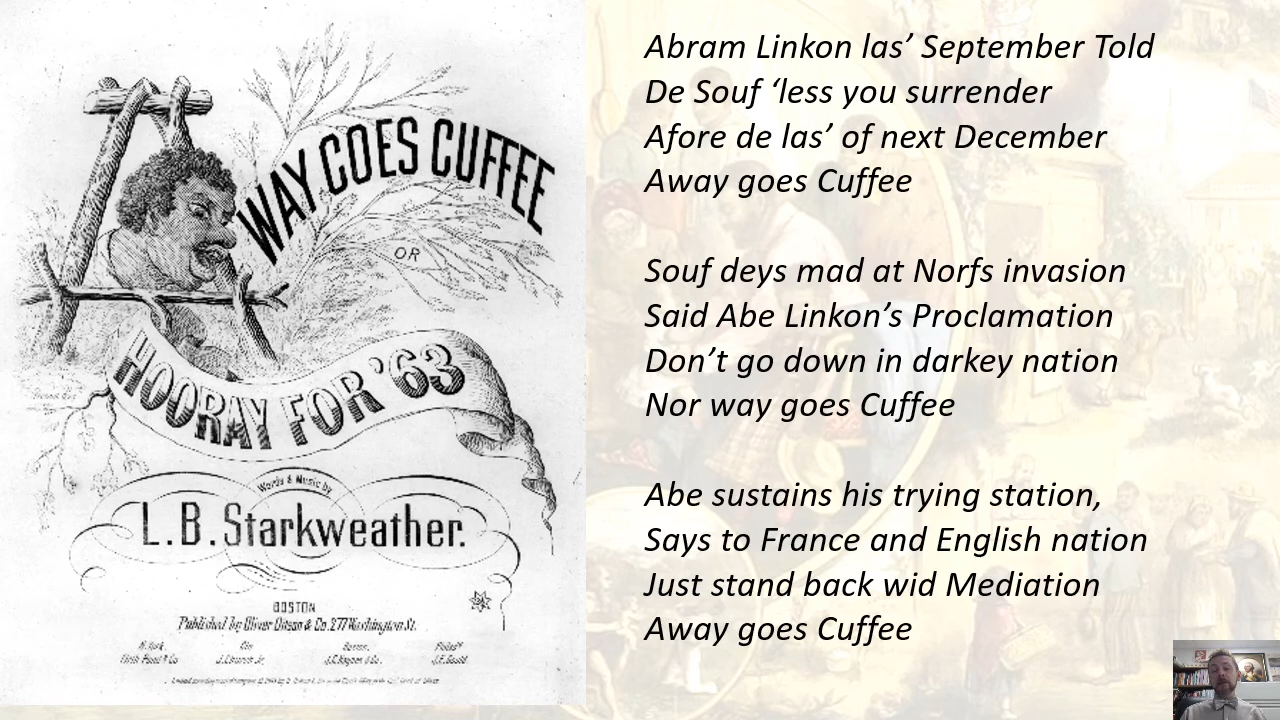 WAY GOES CUFFEE
OR
HOORAY FOR '63
Words & Music by
L.B. Starkweather.
BOSTON
Published by Oliver Ditson & Co. 277 Washington St.
Abram Linkon las’ September Told
De Souf ‘less you surrender
Afore de las’ of next December
Away goes Cuffee
Souf deys mad at Norfs invasion
Said Abe Linkon’s Proclamation
Don’t go down in darkey nation
Nor way goes Cuffee
Abe sustains his trying station,
Says to France and English nation
Just stand back wid Mediation
Away goes Cuffee